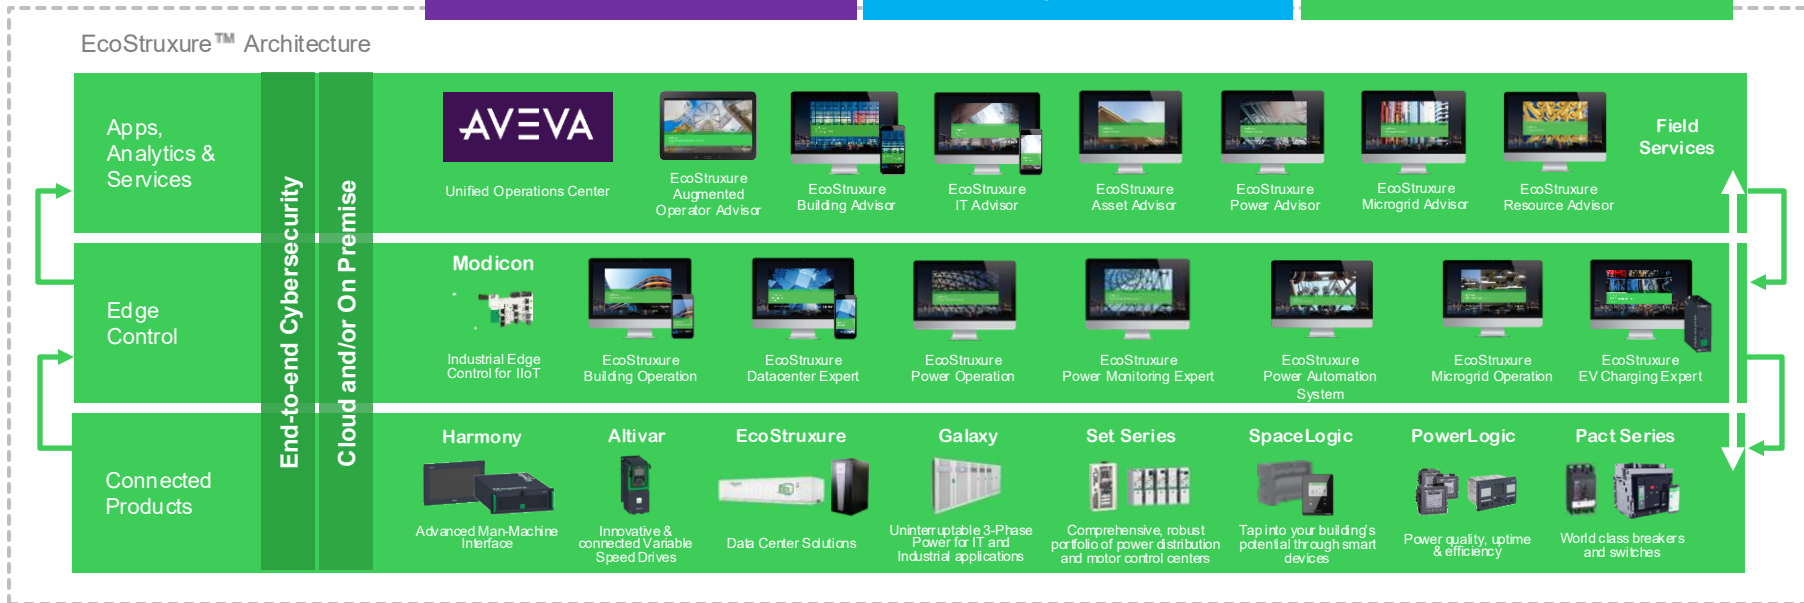 EcoStruxure™ Architecture
Apps,
Analytics &
Services
End-to-end Cybersecurity
Cloud and/or On Premise
AVEVA
Unified Operations Center
EcoStruxure
Augmented
Operator Advisor
EcoStruxure
Building Advisor
EcoStruxure
IT Advisor
EcoStruxure
Asset Advisor
EcoStruxure
Power Advisor
EcoStruxure
Microgrid Advisor
EcoStruxure
Resource Advisor
Field
Services
Edge
Control
Modicon
Industrial Edge
Control for IIoT
EcoStruxure
Building Operation
EcoStruxure
Datacenter Expert
EcoStruxure
Power Operation
EcoStruxure
Power Monitoring Expert
EcoStruxure
Power Automation
System
EcoStruxure
Microgrid Operation
EcoStruxure
EV Charging Expert
Connected
Products
Harmony
Advanced Man-Machine
Interface
Altivar
Innovative &
connected Variable
Speed Drives
EcoStruxure
Data Center Solutions
Galaxy
Uninterruptable 3-Phase
Power for IT and
Industrial applications
Set Series
Comprehensive, robust
portfolio of power distribution
and motor control centers
SpaceLogic
Tap into your building's
potential through smart
devices
PowerLogic
Power quality, uptime
& efficiency
Pact Series
World class breakers
and switches